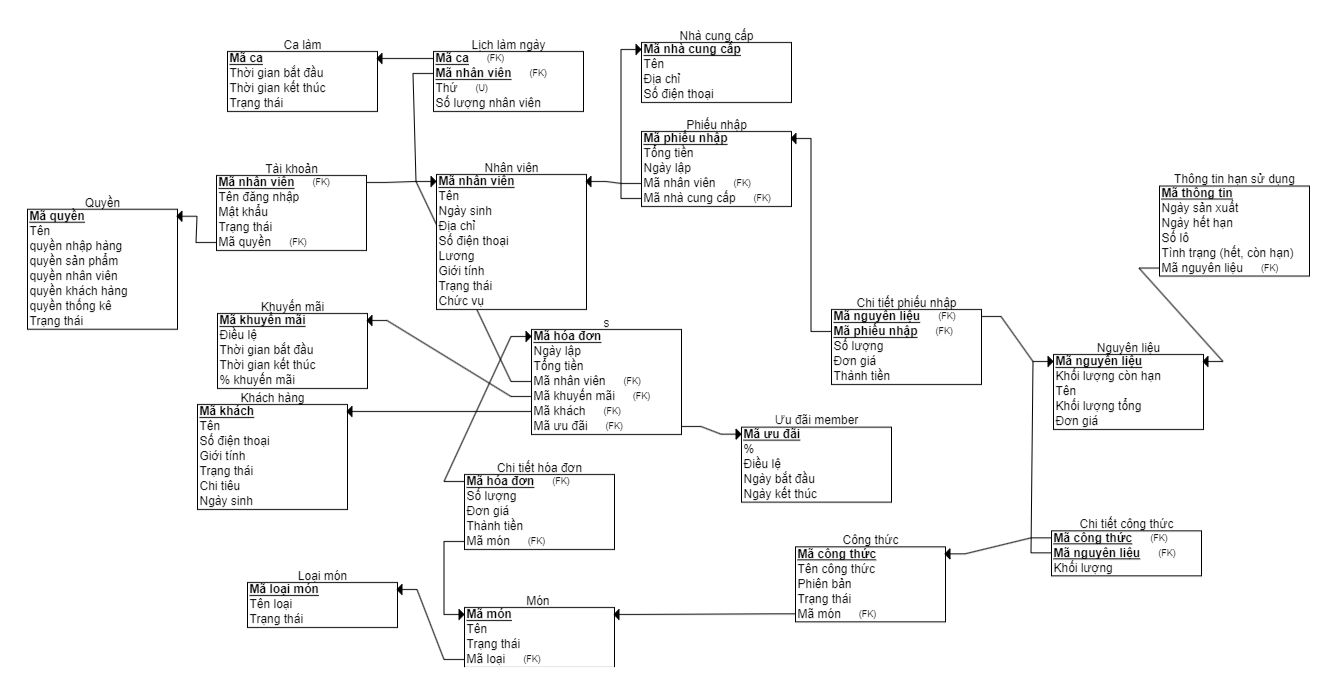 Ca làm
Mã ca
Thời gian bắt đầu
Thời gian kết thúc
Trạng thái
Lịch làm ngày
Mã ca (FK)
Mã nhân viên (FK)
Thứ (U)
Số lượng nhân viên
Nhà cung cấp
Mã nhà cung cấp
Tên
Địa chỉ
Số điện thoại
Phiếu nhập
Mã phiếu nhập
Tổng tiền
Ngày lập
Mã nhân viên (FK)
Mã nhà cung cấp (FK)
Tài khoản
Mã nhân viên (FK)
Tên đăng nhập
Mật khẩu
Trạng thái
Mã quyền (FK)
Nhân viên
Mã nhân viên
Tên
Ngày sinh
Địa chỉ
Số điện thoại
Lương
Giới tính
Trạng thái
Chức vụ
Thông tin hạn sử dụng
Mã thông tin
Ngày sản xuất
Ngày hết hạn
Số lô
Tình trạng (hết, còn hạn)
Mã nguyên liệu (FK)
Quyền
Mã quyền
Tên
quyền nhập hàng
quyền sản phẩm
quyền nhân viên
quyền khách hàng
quyền thống kê
Trạng thái
Khuyến mãi
Mã khuyến mãi
Điều lệ
Thời gian bắt đầu
Thời gian kết thúc
% khuyến mãi
s
Mã hóa đơn
Ngày lập
Tổng tiền
Mã nhân viên (FK)
Mã khuyến mãi (FK)
Mã khách (FK)
Mã ưu đãi (FK)
Chi tiết phiếu nhập
Mã nguyên liệu (FK)
Mã phiếu nhập (FK)
Số lượng
Đơn giá
Thành tiền
Nguyên liệu
Mã nguyên liệu
Khối lượng còn hạn
Tên
Khối lượng tổng
Đơn giá
Khách hàng
Mã khách
Tên
Số điện thoại
Giới tính
Trạng thái
Chi tiêu
Ngày sinh
Ưu đãi member
Mã ưu đãi
%
Điều lệ
Ngày bắt đầu
Ngày kết thúc
Chi tiết hóa đơn
Mã hóa đơn (FK)
Số lượng
Đơn giá
Thành tiền
Mã món (FK)
Chi tiết công thức
Mã công thức (FK)
Mã nguyên liệu (FK)
Khối lượng
Công thức
Mã công thức
Tên công thức
Phiên bản
Trạng thái
Mã món (FK)
Loại món
Mã loại món
Tên loại
Trạng thái
Món
Mã món
Tên
Trạng thái
Mã loại (FK)